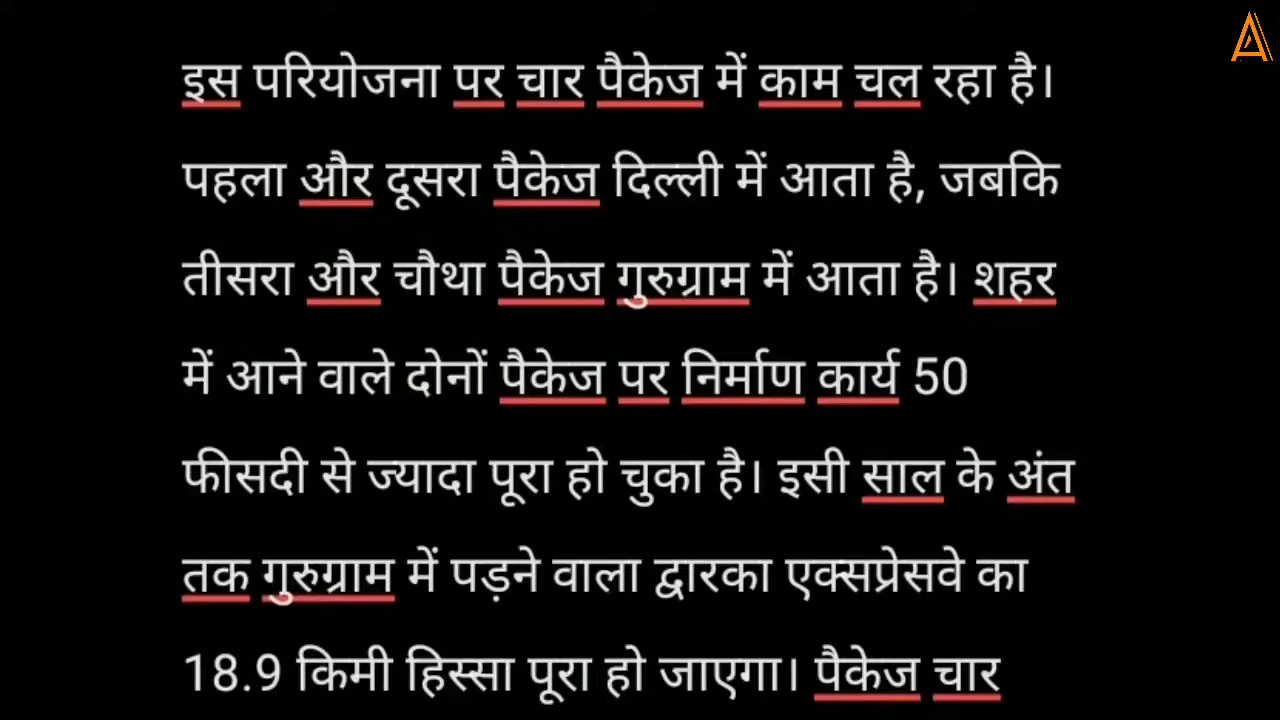 इस परियोजना पर चार पैकेज में काम चल रहा है।
पहला और दूसरा पैकेज दिल्ली में आता है, जबकि
तीसरा और चौथा पैकेज गुरुग्राम में आता है। शहर
में आने वाले दोनों पैकेज पर निर्माण कार्य 50
फीसदी से ज्यादा पूरा हो चुका है। इसी साल के अंत
तक गुरुग्राम में पड़ने वाला द्वारका एक्सप्रेसवे का
18.9 किमी हिस्सा पूरा हो जाएगा। पैकेज चार